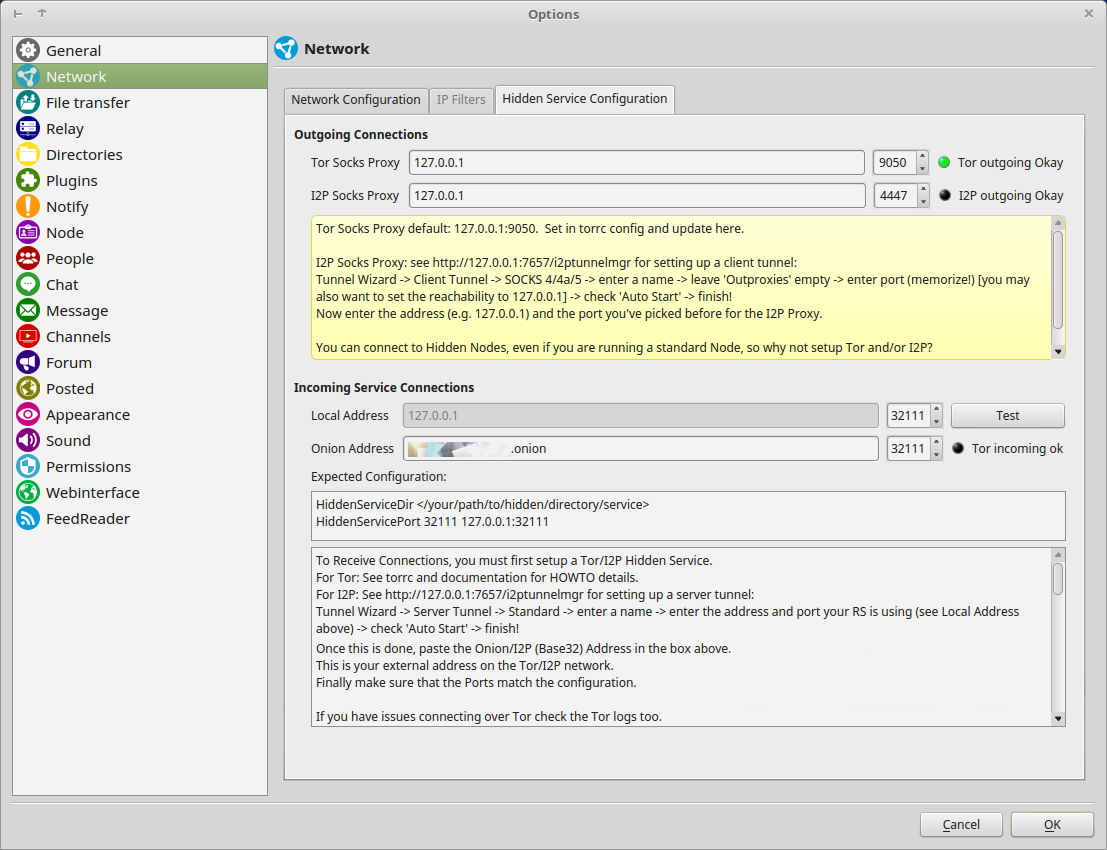 Options
General
Network
File transfer
Relay
Directories
Plugins
Notify
Node
People
Chat
Message
Channels
Forum
Posted
Appearance
Sound
Permissions
Webinterface
FeedReader
Network
Network Configuration
IP Filters
Hidden Service Configuration
Outgoing Connections
Tor Socks Proxy 127.0.0.1 9050 Tor outgoing Okay
I2P Socks Proxy 127.0.0.1 4447 I2P outgoing Okay
Tor Socks Proxy default: 127.0.0.1:9050.  Set in torrc config and update here.
I2P Socks Proxy: see http://127.0.0.1:7657/i2ptunnelmgr for setting up a client tunnel:
Tunnel Wizard -> Client Tunnel -> SOCKS 4/4a/5 -> enter a name -> leave 'Outproxies' empty -> enter port (memorize!) [you may
also want to set the reachability to 127.0.0.1] -> check 'Auto Start' -> finish!
Now enter the address (e.g. 127.0.0.1) and the port you've picked before for the I2P Proxy.
You can connect to Hidden Nodes, even if you are running a standard Node, so why not setup Tor and/or I2P?
Incoming Service Connections
Local Address 127.0.0.1 32111 Test
Onion Address .onion 32111 Tor incoming ok
Expected Configuration:
HiddenServiceDir </your/path/to/hidden/directory/service>
HiddenServicePort 32111 127.0.0.1:32111
To Receive Connections, you must first setup a Tor/I2P Hidden Service.
For Tor: See torrc and documentation for HOWTO details.
For I2P: See http://127.0.0.1:7657/i2ptunnelmgr for setting up a server tunnel:
Tunnel Wizard -> Server Tunnel -> Standard -> enter a name -> enter the address and port your RS is using (see Local Address
above) -> check 'Auto Start' -> finish!
Once this is done, paste the Onion/I2P (Base32) Address in the box above.
This is your external address on the Tor/I2P network.
Finally make sure that the Ports match the configuration.
If you have issues connecting over Tor check the Tor logs too.
Cancel
OK